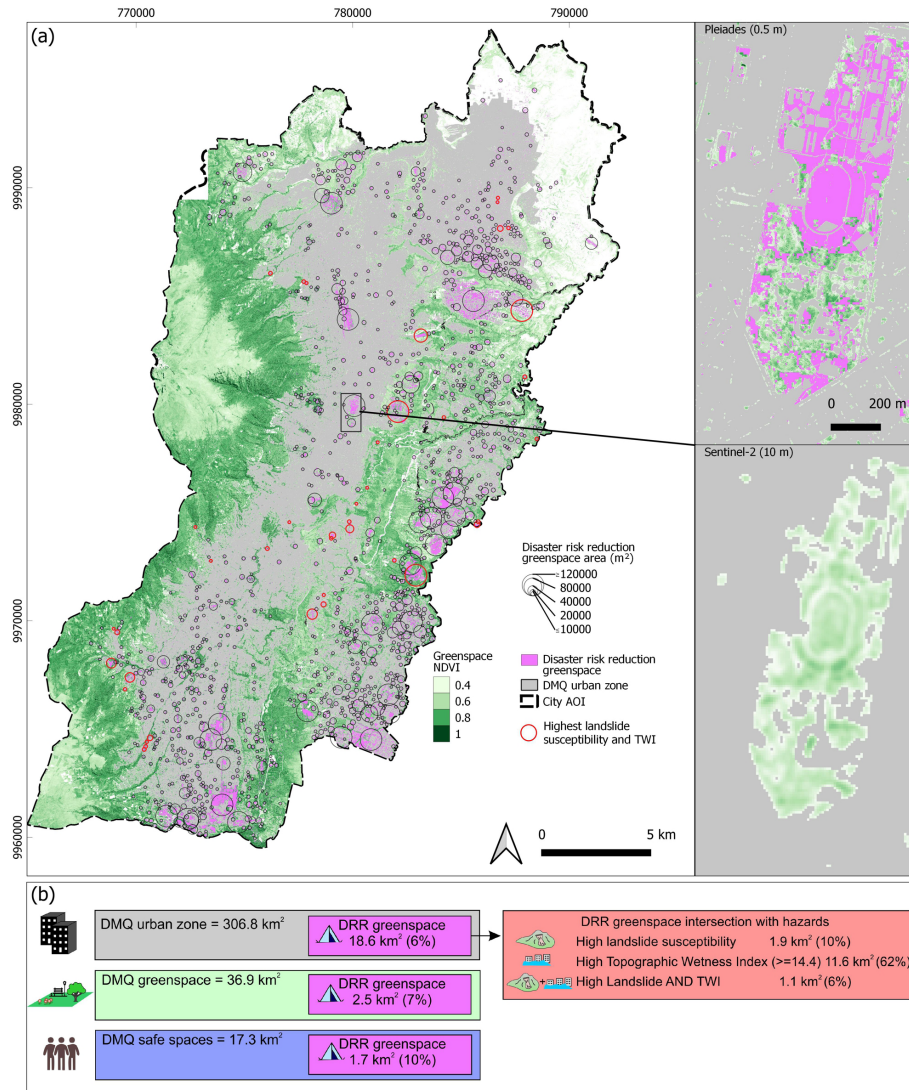 770000
780000
790000
(a)
Pleiades (0.5 m)
9990000
9980000
0 200 m
Sentinel-2 (10 m)
Disaster risk reduction
greenspace area (m²)
≥120000
80000
40000
20000
≤10000
9970000
Greenspace
NDVI
0.4
0.6
0.8
1
Disaster risk reduction
greenspace
DMQ urban zone
City AOI
Highest landslide
susceptibility and TWI
9960000
0 5 km
(b)
DMQ urban zone = 306.8 km²
DRR greenspace
18.6 km² (6%)
DRR greenspace intersection with hazards
High landslide susceptibility 1.9 km² (10%)
High Topographic Wetness Index (>=14.4) 11.6 km² (62%)
High Landslide AND TWI 1.1 km² (6%)
DMQ greenspace = 36.9 km²
DRR greenspace
2.5 km² (7%)
DMQ safe spaces = 17.3 km²
DRR greenspace
1.7 km² (10%)